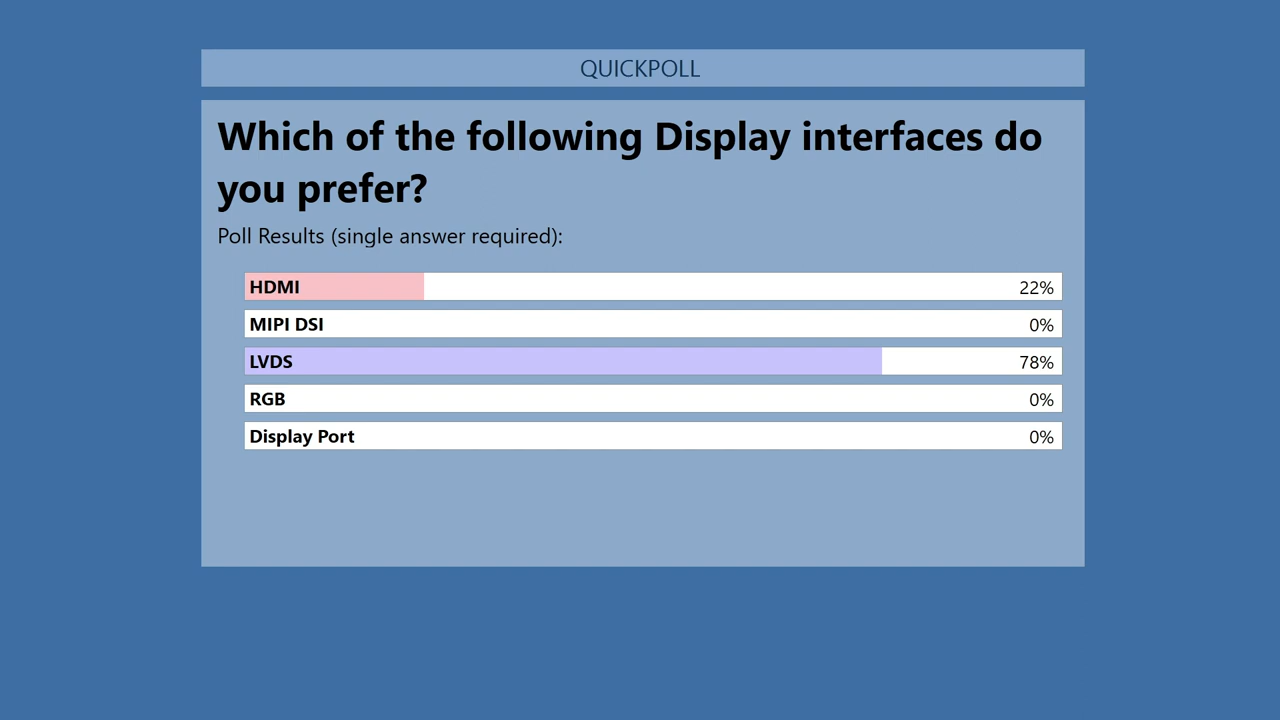 QUICKPOLL
Which of the following Display interfaces do
you prefer?
Poll Results (single answer required):
HDMI 22%
MIPI DSI 0%
LVDS 78%
RGB 0%
Display Port 0%